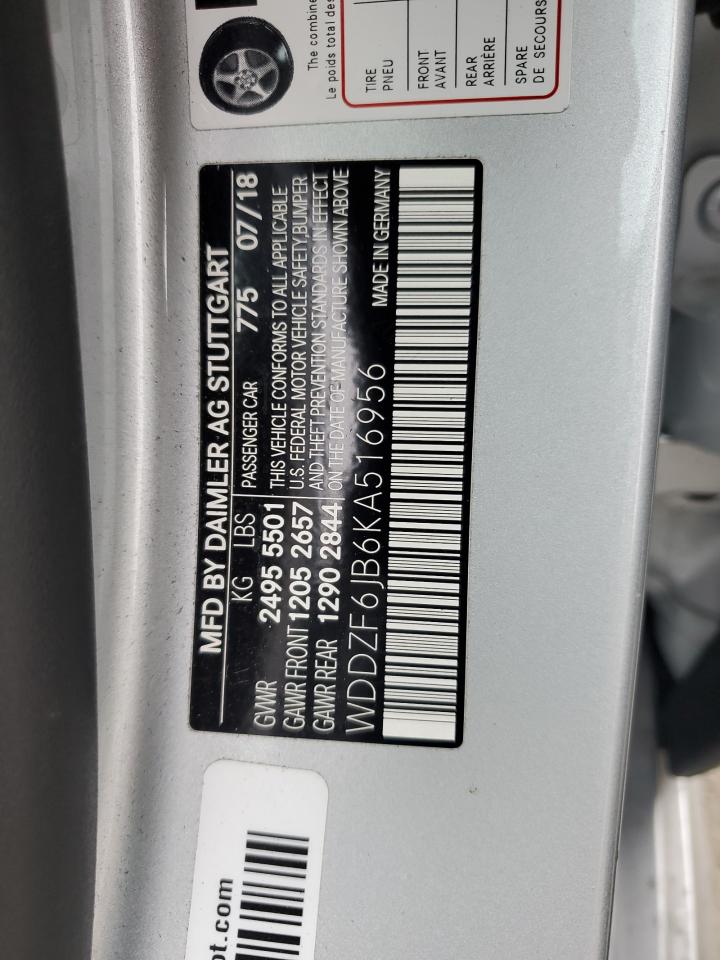 MFD BY DAIMLER AG STUTTGART
KG LBS PASSENGER CAR 775 07/18
GVWR 2495 5501 THIS VEHICLE CONFORMS TO ALL APPLICABLE
GAWR FRONT 1205 2657 U.S. FEDERAL MOTOR VEHICLE SAFETY, BUMPER
GAWR REAR 1290 2844 AND THEFT PREVENTION STANDARDS IN EFFECT
ON THE DATE OF MANUFACTURE SHOWN ABOVE
WDDZF6JB6KA516956 MADE IN GERMANY
The combine
Le poids total des
TIRE
PNEU
FRONT
AVANT
REAR
ARRIÈRE
SPARE
DE SECOURS
ot.com